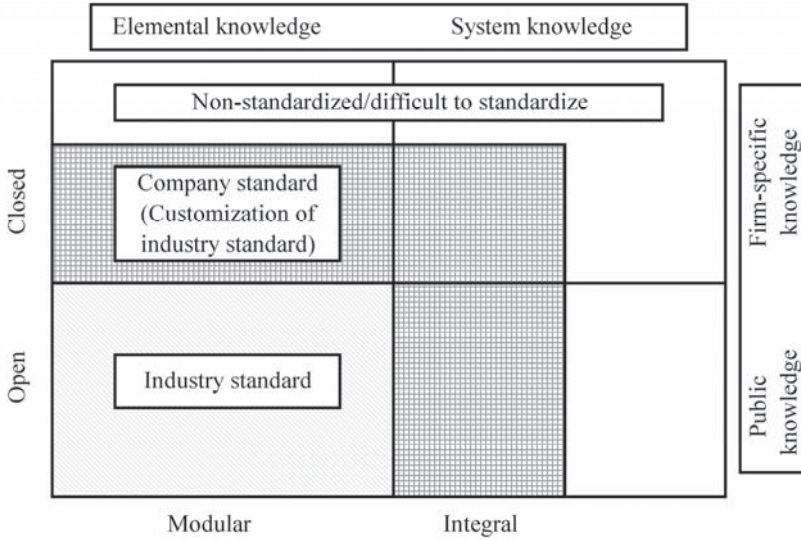 Elemental knowledge
System knowledge
Non-standardized/difficult to standardize
Closed
Company standard
(Customization of
industry standard)
Firm-specific
knowledge
Open
Industry standard
Public
knowledge
Modular
Integral